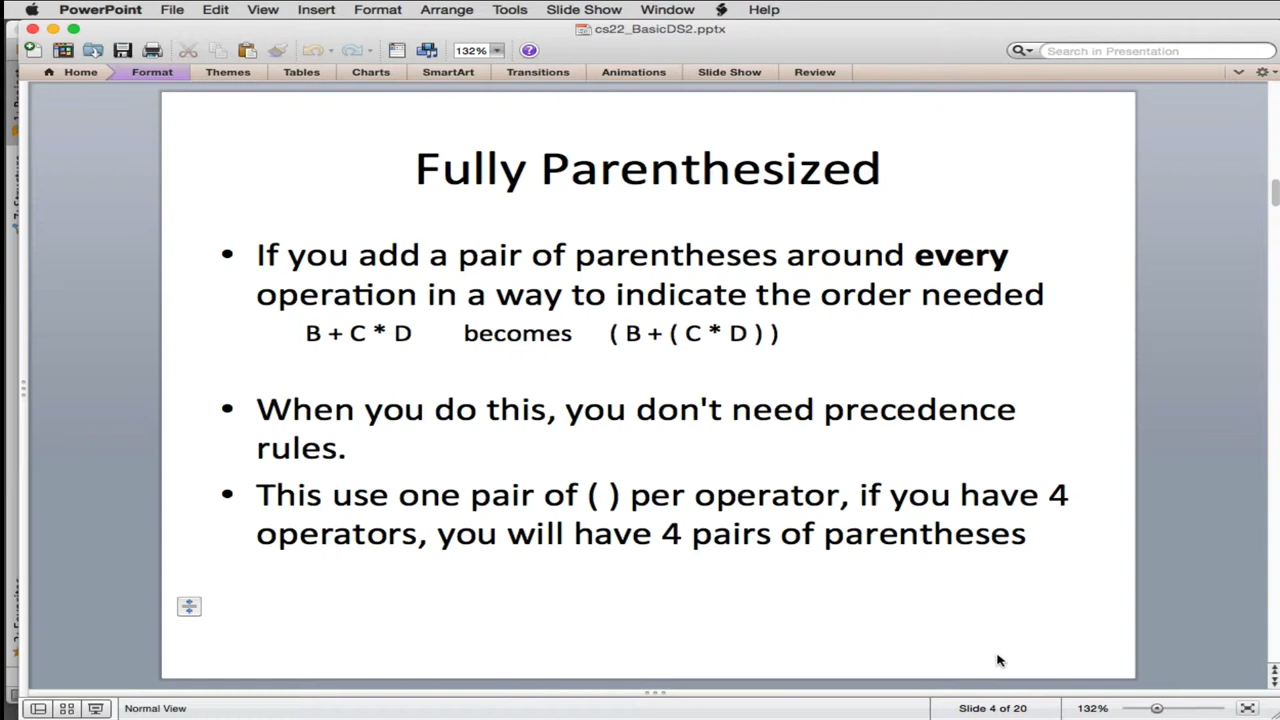 PowerPoint File Edit View Insert Format Arrange Tools Slide Show Window Help
cs22_BasicDS2.pptx
132% Search in Presentation
Home Format Themes Tables Charts SmartArt Transitions Animations Slide Show Review
Fully Parenthesized
• If you add a pair of parentheses around every
operation in a way to indicate the order needed
B + C * D becomes ( B + ( C * D ) )
• When you do this, you don't need precedence
rules.
• This use one pair of ( ) per operator, if you have 4
operators, you will have 4 pairs of parentheses
Normal View Slide 4 of 20 132%